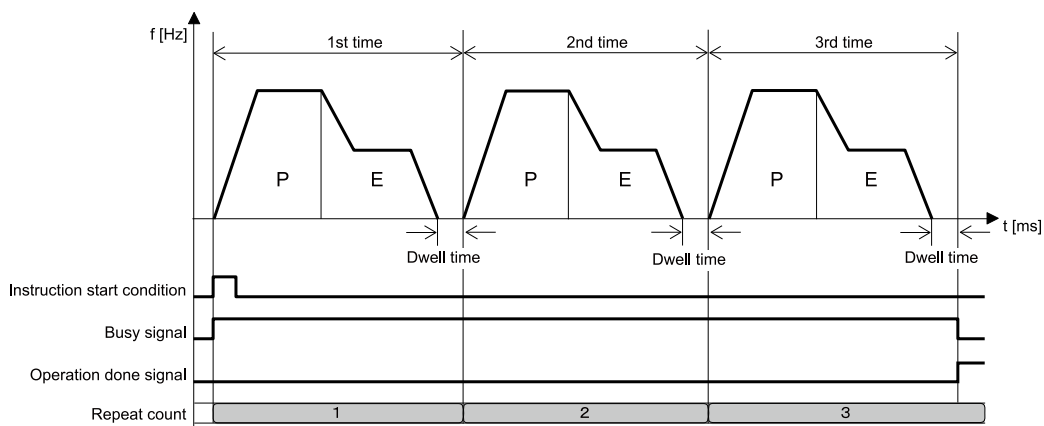 f [Hz]
1st time
2nd time
3rd time
P
E
P
E
P
E
t [ms]
Dwell time
Dwell time
Dwell time
Instruction start condition
Busy signal
Operation done signal
Repeat count
1
2
3